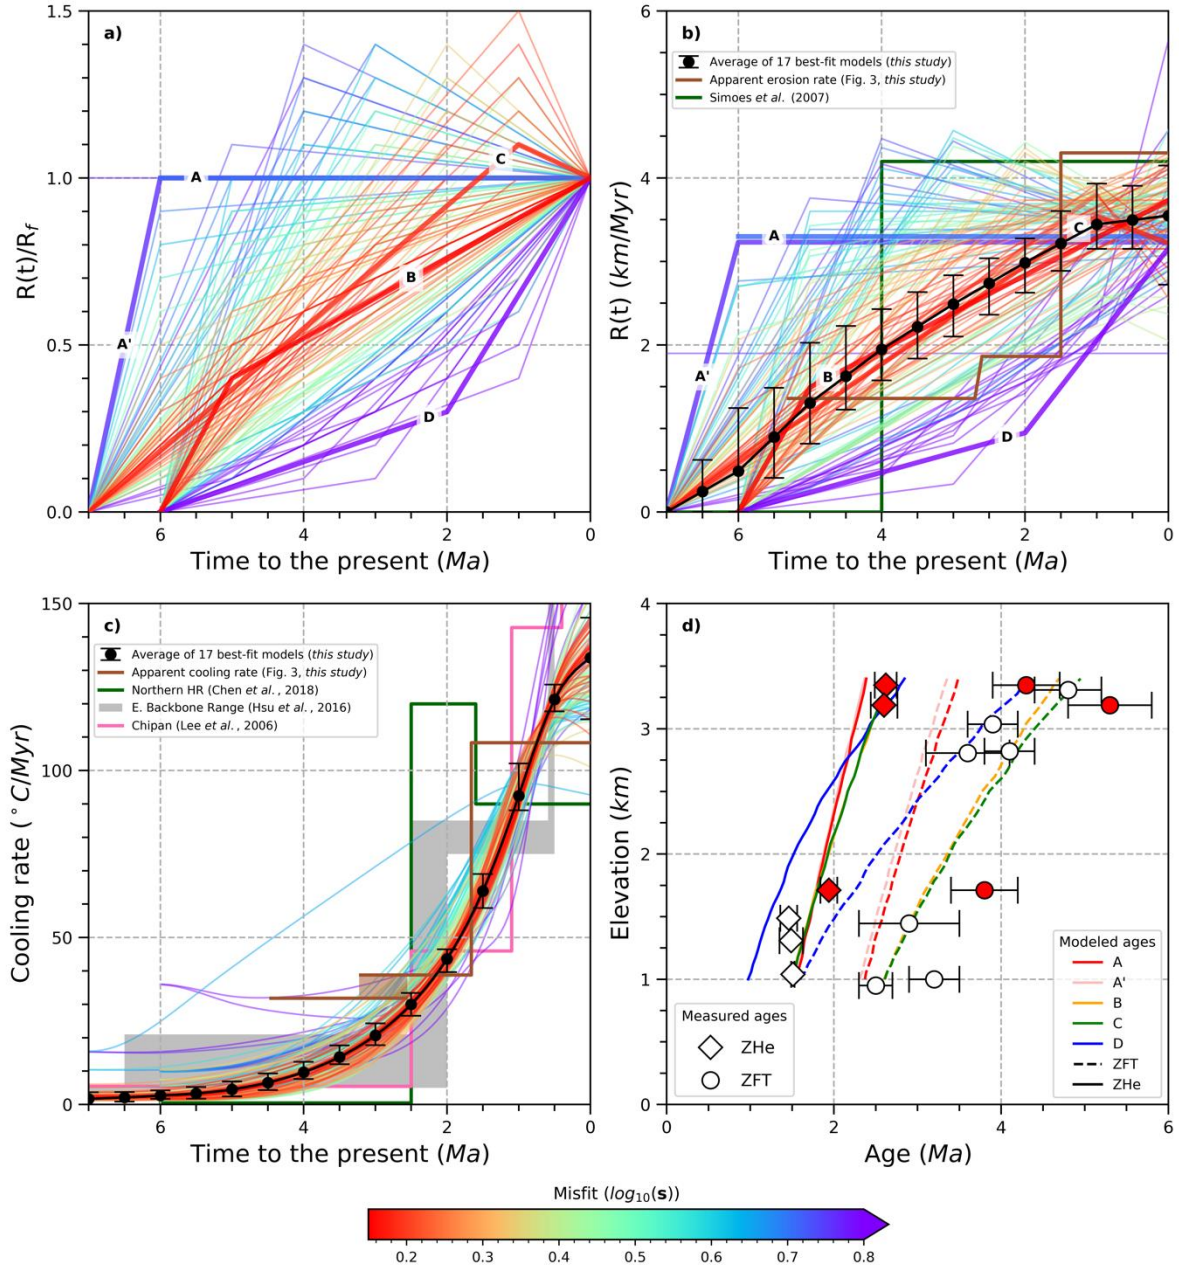 a)
1.5
1.0
0.5
0.0
R(t)/R_f
A
A'
B
C
D
6
4
2
0
Time to the present (Ma)
b)
Average of 17 best-fit models (this study)
Apparent erosion rate (Fig. 3, this study)
Simoes et al. (2007)
6
4
2
0
R(t) (km/Myr)
A
A'
B
C
D
6
4
2
0
Time to the present (Ma)
c)
Average of 17 best-fit models (this study)
Apparent cooling rate (Fig. 3, this study)
Northern HR (Chen et al., 2018)
E. Backbone Range (Hsu et al., 2016)
Chipan (Lee et al., 2006)
150
100
50
0
Cooling rate (°C/Myr)
6
4
2
0
Time to the present (Ma)
d)
4
3
2
1
0
Elevation (km)
Measured ages
ZHe
ZFT
Modeled ages
A
A'
B
C
D
ZFT
ZHe
0
2
4
6
Age (Ma)
Misfit (log₁₀(s))
0.2
0.3
0.4
0.5
0.6
0.7
0.8